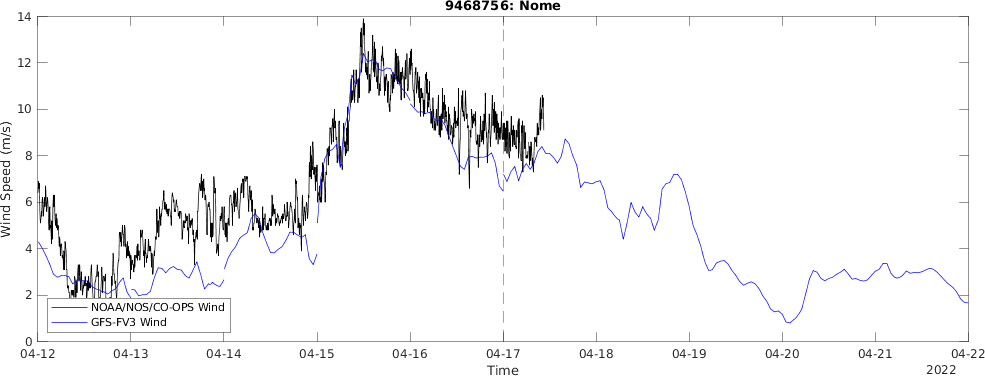 9468756: Nome
14
12
10
8
6
4
2
0
Wind Speed (m/s)
NOAA/NOS/CO-OPS Wind
GFS-FV3 Wind
04-12 04-13 04-14 04-15 04-16 04-17 04-18 04-19 04-20 04-21 04-22
Time
2022